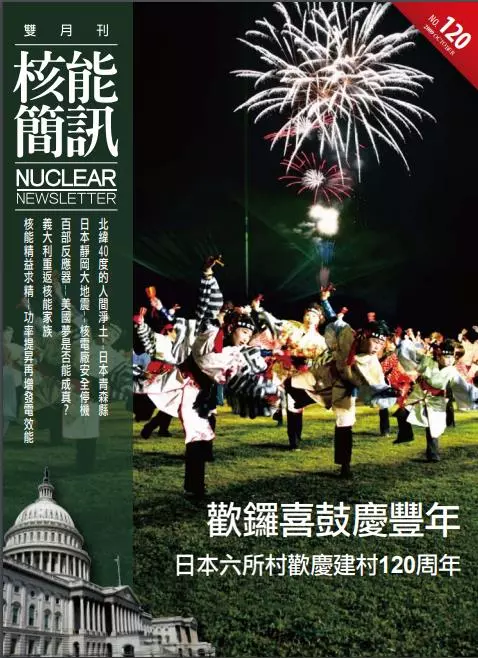 雙月刊
核能
簡訊
NUCLEAR
NEWSLETTER
NO.120
2009 OCTOBER
北緯40度的人間淨土－日本青森縣
日本靜岡大地震－核電廠安全停機
百部反應器－美國夢是否能成真？
義大利重返核能家族
核能精益求精－功率提昇再增發電效能
歡鑼喜鼓慶豐年
日本六所村歡慶建村120周年